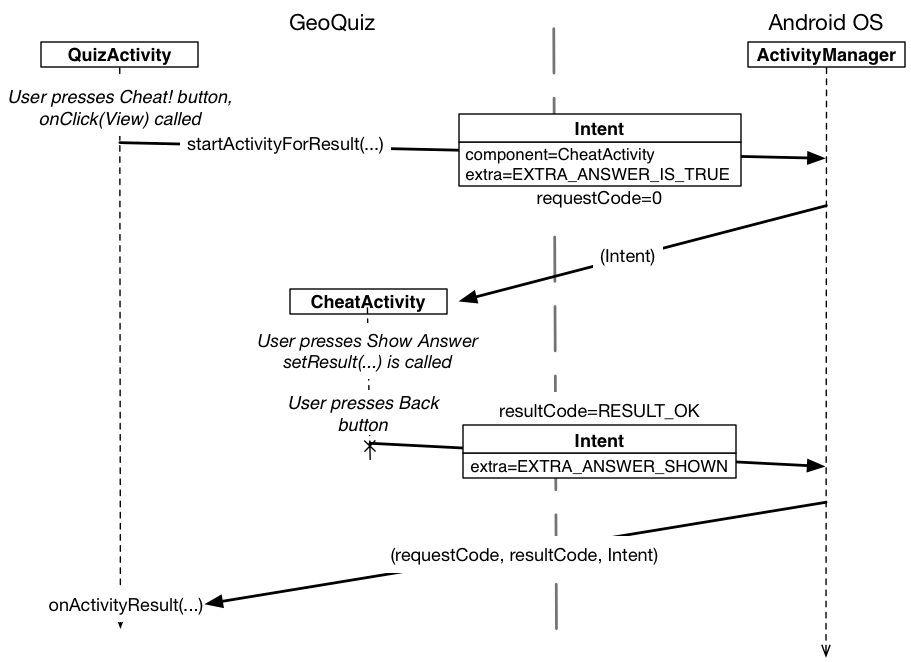 GeoQuiz
Android OS
QuizActivity
ActivityManager
User presses Cheat! button,
onClick(View) called
startActivityForResult(...)
Intent
component=CheatActivity
extra=EXTRA_ANSWER_IS_TRUE
requestCode=0
(Intent)
CheatActivity
User presses Show Answer
setResult(...) is called
User presses Back
button
resultCode=RESULT_OK
Intent
extra=EXTRA_ANSWER_SHOWN
(requestCode, resultCode, Intent)
onActivityResult(...)